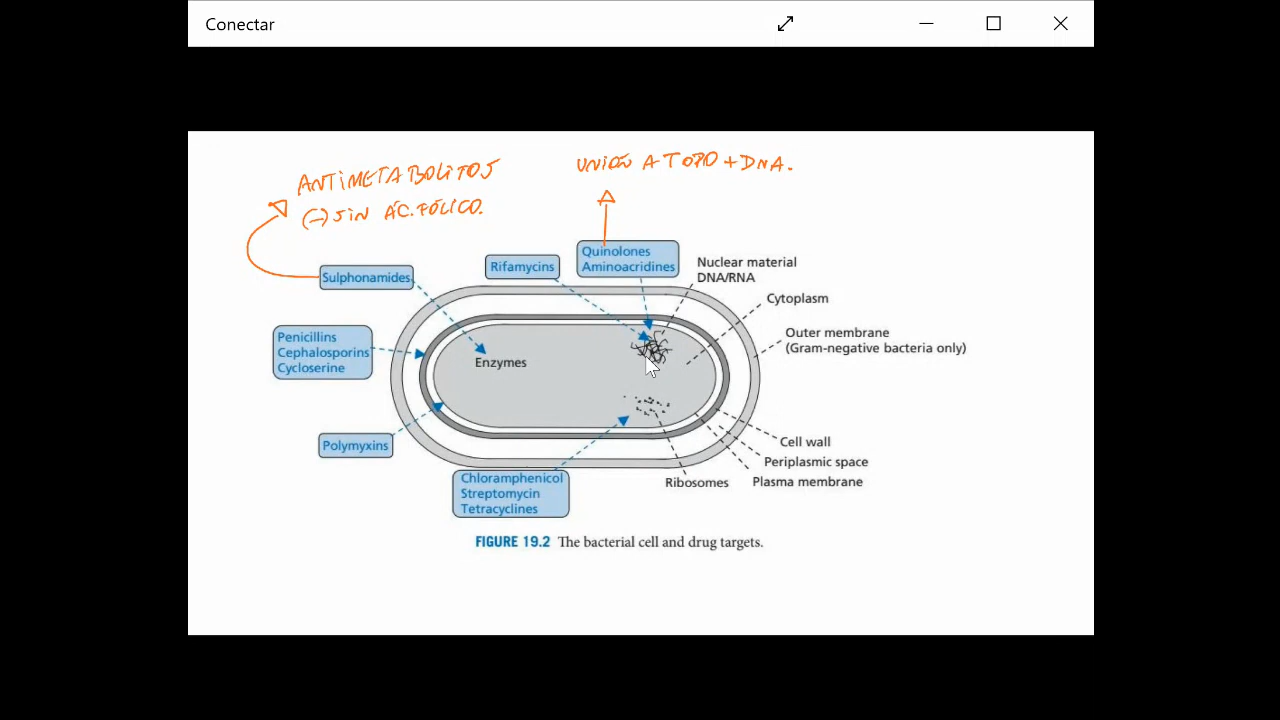 Conectar
ANTIMETABOLITOS
(-) SIN ÁC. FÓLICO.
UNIÓN A TOPO + DNA.
Quinolones
Aminoacridines
Rifamycins
Sulphonamides
Nuclear material
DNA/RNA
Cytoplasm
Outer membrane
(Gram-negative bacteria only)
Penicillins
Cephalosporins
Cycloserine
Enzymes
Polymyxins
Cell wall
Periplasmic space
Plasma membrane
Ribosomes
Chloramphenicol
Streptomycin
Tetracyclines
FIGURE 19.2 The bacterial cell and drug targets.